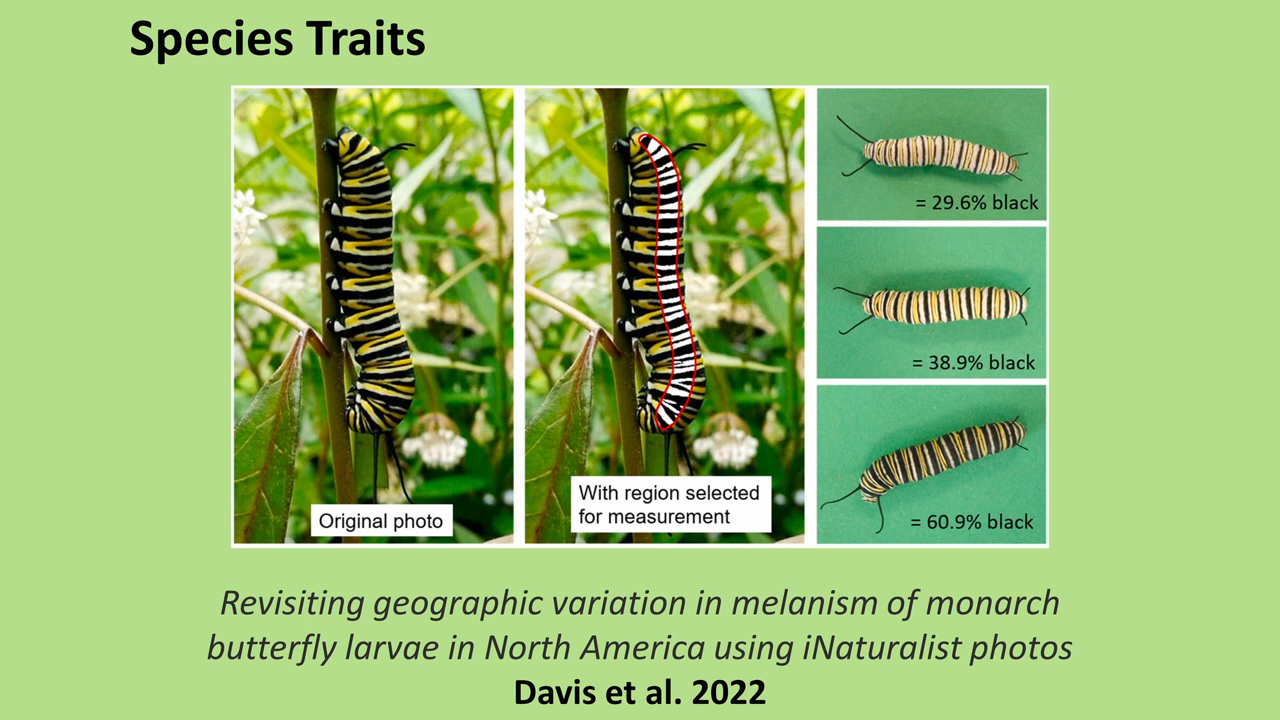 Species Traits
Original photo
With region selected
for measurement
= 29.6% black
= 38.9% black
= 60.9% black
Revisiting geographic variation in melanism of monarch
butterfly larvae in North America using iNaturalist photos
Davis et al. 2022